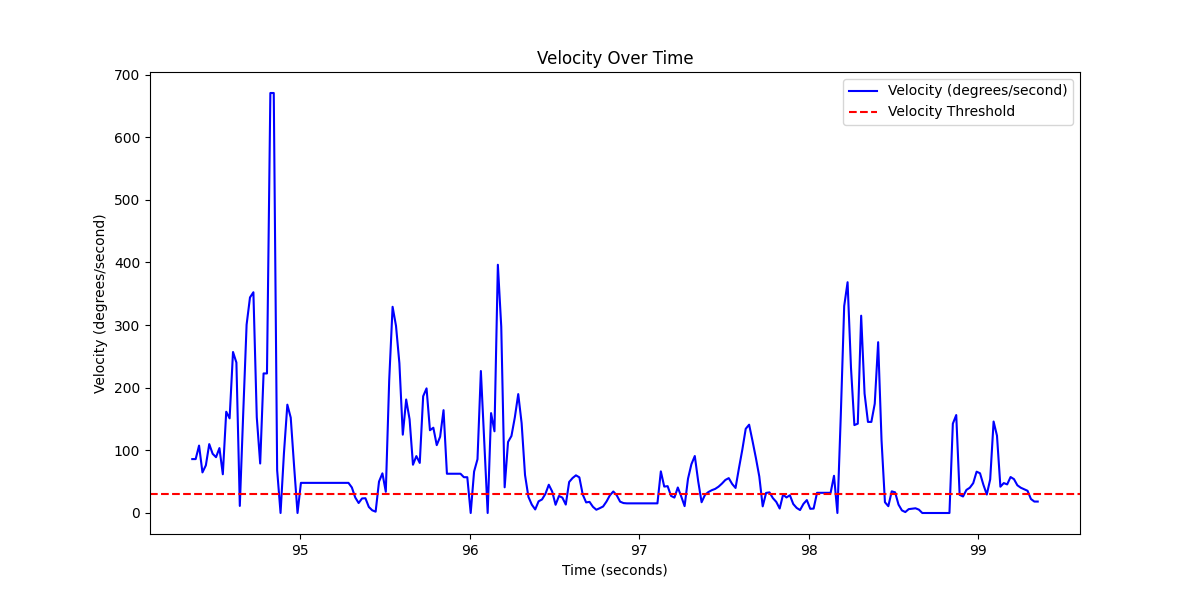 Velocity Over Time
Velocity (degrees/second)
Velocity Threshold
700
600
500
400
300
200
100
0
Velocity (degrees/second)
95
96
97
98
99
Time (seconds)